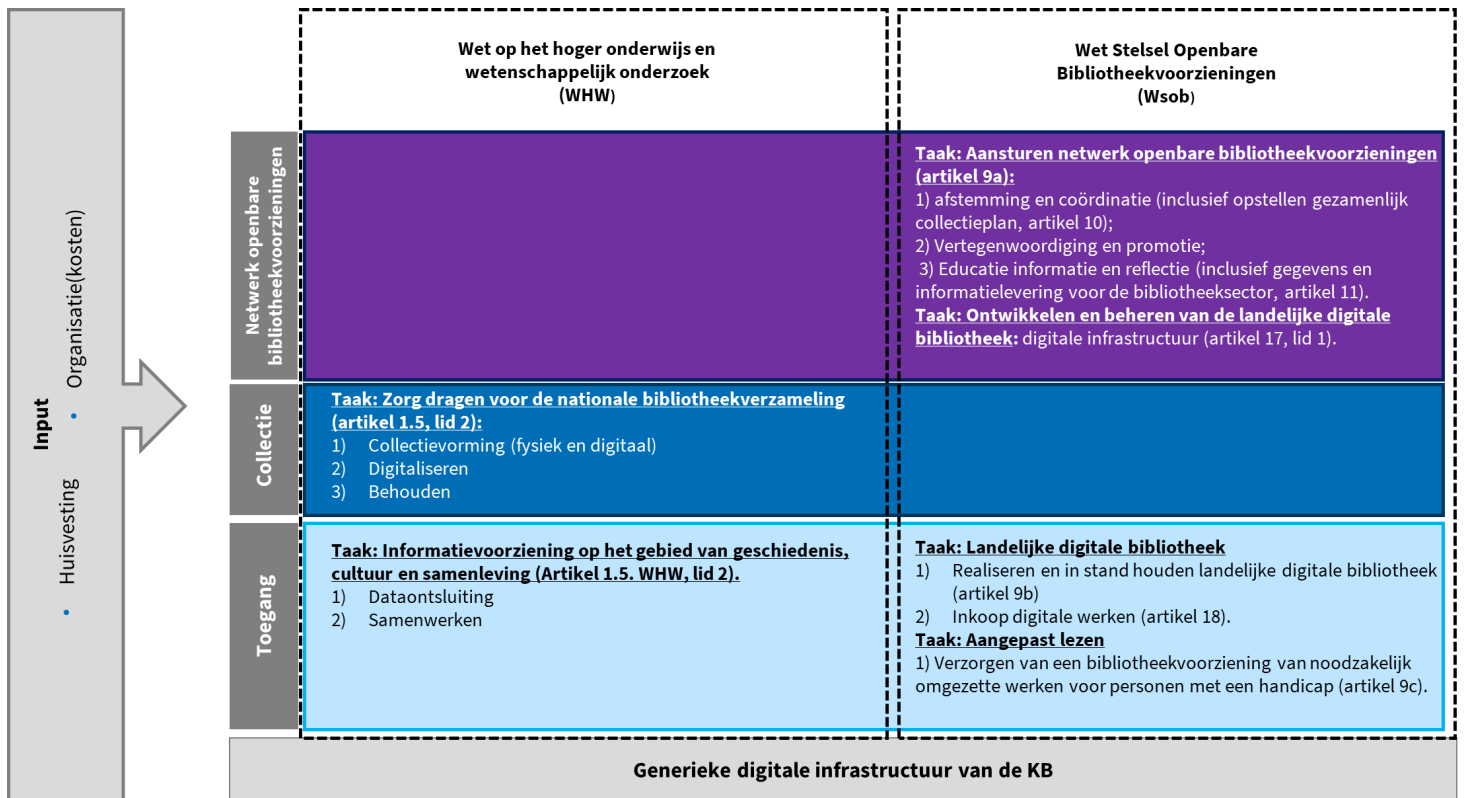 Input
• Huisvesting
• Organisatie(kosten)
Wet op het hoger onderwijs en
wetenschappelijk onderzoek
(WHW)
Wet Stelsel Openbare
Bibliotheekvoorzieningen
(Wsob)
Netwerk openbare
bibliotheekvoorzieningen
Taak: Aansturen netwerk openbare bibliotheekvoorzieningen
(artikel 9a):
1) afstemming en coördinatie (inclusief opstellen gezamenlijk
collectieplan, artikel 10);
2) Vertegenwoordiging en promotie;
3) Educatie informatie en reflectie (inclusief gegevens en
informatielevering voor de bibliotheeksector, artikel 11).
Taak: Ontwikkelen en beheren van de landelijke digitale
bibliotheek: digitale infrastructuur (artikel 17, lid 1).
Collectie
Taak: Zorg dragen voor de nationale bibliotheekverzameling
(artikel 1.5, lid 2):
1) Collectievorming (fysiek en digitaal)
2) Digitaliseren
3) Behouden
Toegang
Taak: Informatievoorziening op het gebied van geschiedenis,
cultuur en samenleving (Artikel 1.5. WHW, lid 2).
1) Dataontsluiting
2) Samenwerken
Taak: Landelijke digitale bibliotheek
1) Realiseren en in stand houden landelijke digitale bibliotheek
(artikel 9b)
2) Inkoop digitale werken (artikel 18).
Taak: Aangepast lezen
1) Verzorgen van een bibliotheekvoorziening van noodzakelijk
omgezette werken voor personen met een handicap (artikel 9c).
Generieke digitale infrastructuur van de KB